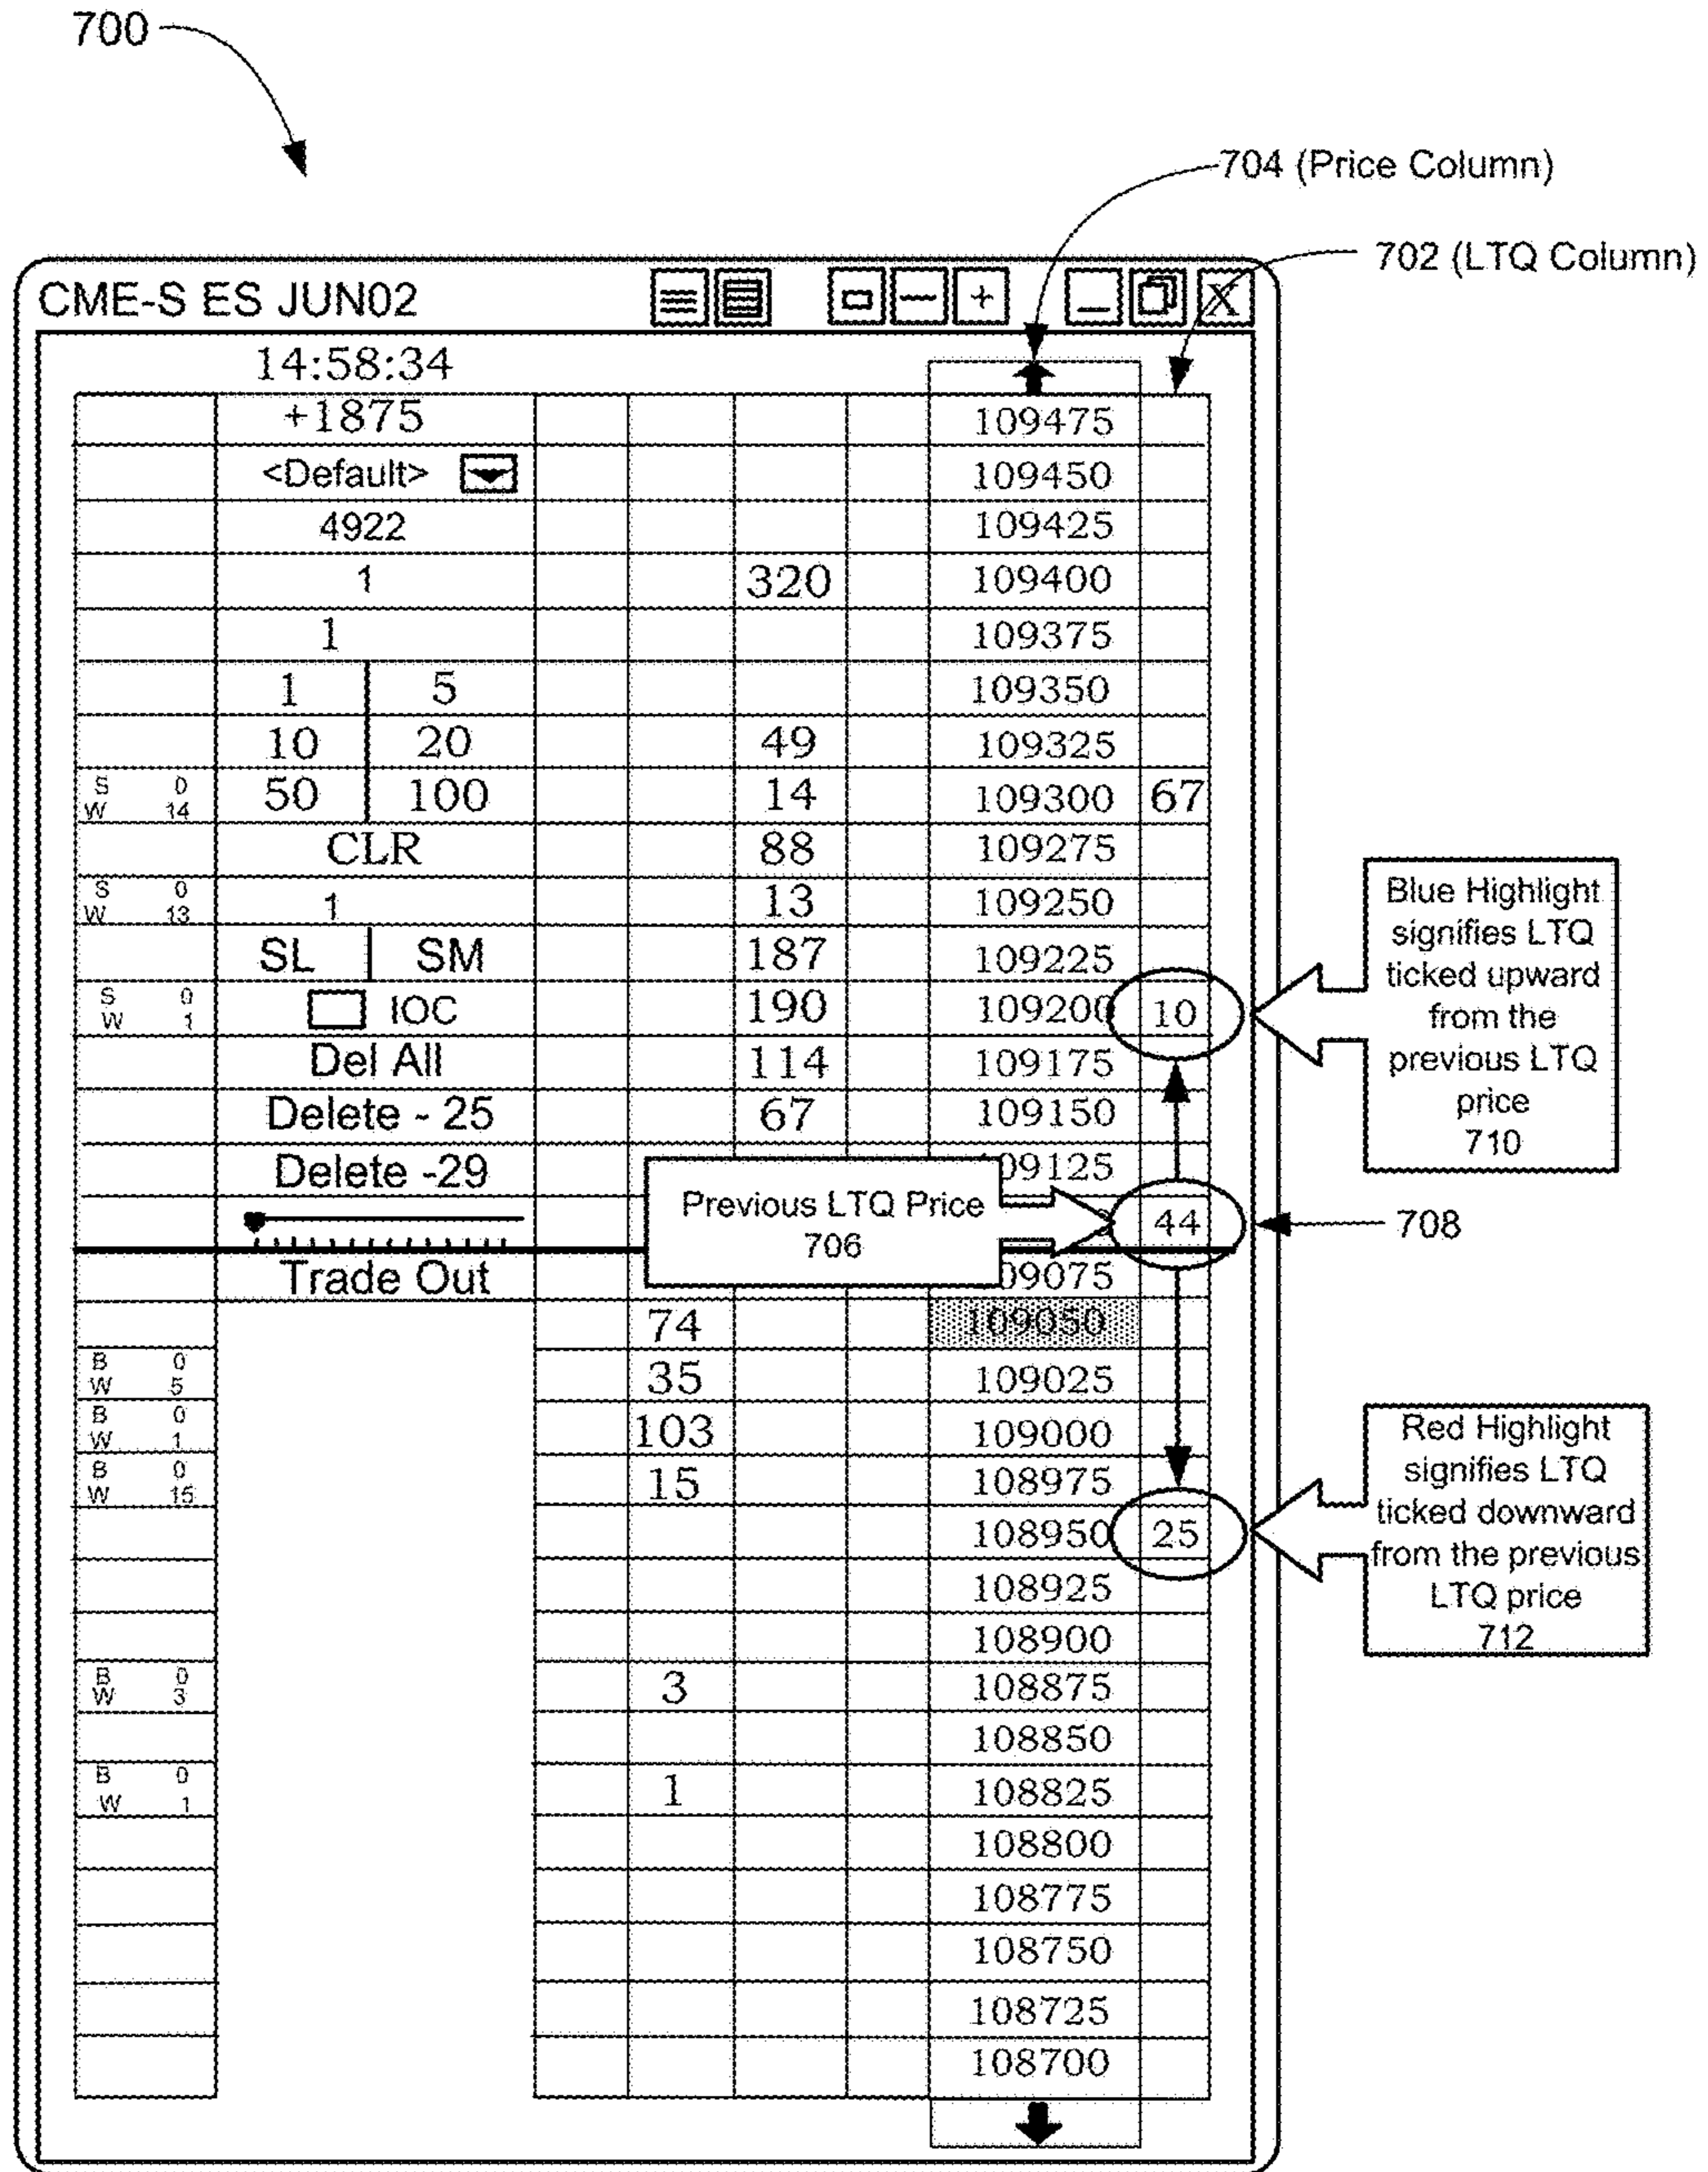 700
704 (Price Column)
702 (LTQ Column)
CME-S ES JUN02 X
14:58:34
+1875 109475
<Default> 109450
4922 109425
1 320 109400
1 109375
1 5 109350
10 20 49 109325
S 0
W 14 50 100 14 109300 67
CLR 88 109275
S 0
W 13 1 13 109250
SL SM 187 109225
S 0
W 1 IOC 190 109200 10
Del All 114 109175
Delete - 25 67 109150
Delete -29 09125
44
Trade Out 09075
74 109050
B 0
W 5 35 109025
B 0
W 1 103 109000
B 0
W 15 15 108975
108950 25
108925
108900
B 0
W 3 3 108875
108850
B 0
W 1 1 108825
108800
108775
108750
108725
108700
Previous LTQ Price
706
708
Blue Highlight
signifies LTQ
ticked upward
from the
previous LTQ
price
710
Red Highlight
signifies LTQ
ticked downward
from the previous
LTQ price
712